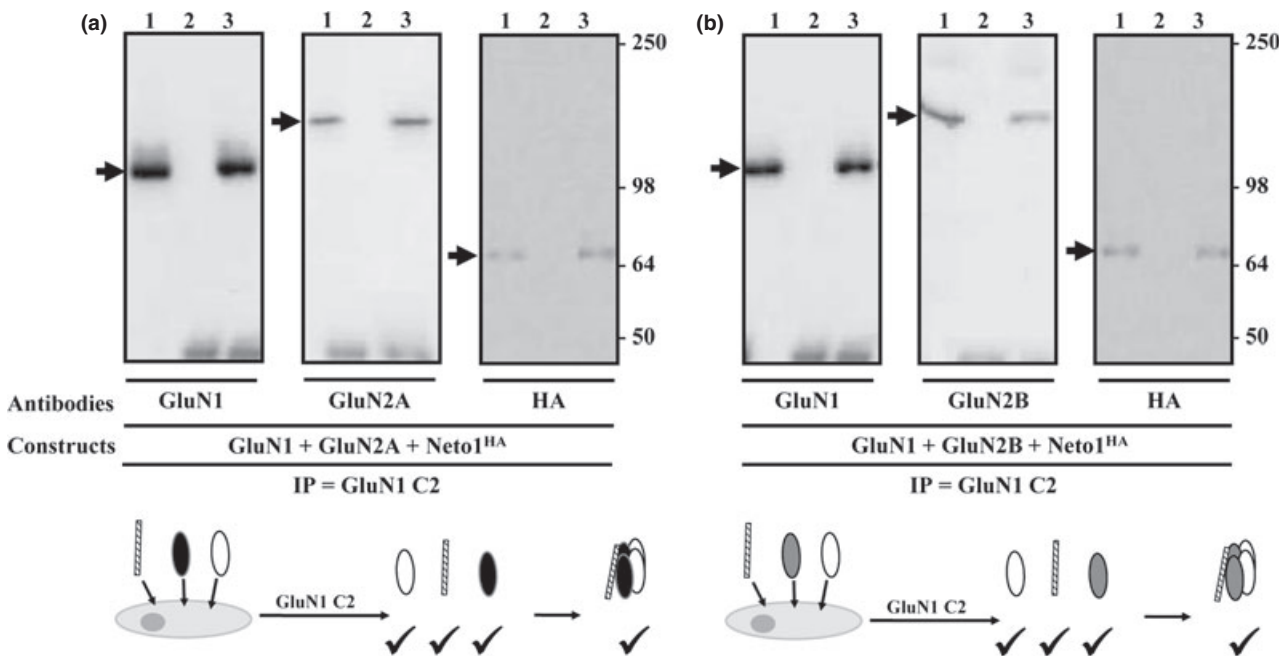 (a) 1 2 3 1 2 3 1 2 3 250 (b) 1 2 3 1 2 3 1 2 3 250
98 98
64 64
50 50
Antibodies GluN1 GluN2A HA GluN1 GluN2B HA
Constructs GluN1 + GluN2A + Neto1HA GluN1 + GluN2B + Neto1HA
IP = GluN1 C2 IP = GluN1 C2
GluN1 C2 GluN1 C2